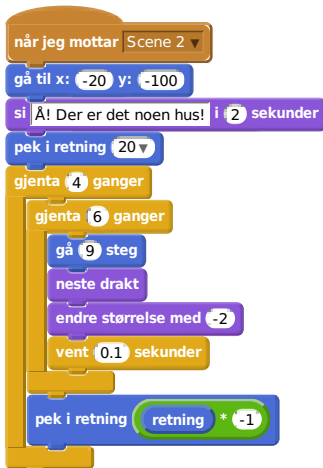 når jeg mottar Scene 2
gå til x: -20 y: -100
si Å! Der er det noen hus! i 2 sekunder
pek i retning 20
gjenta 4 ganger
gjenta 6 ganger
gå 9 steg
neste drakt
endre størrelse med -2
vent 0.1 sekunder
pek i retning retning * -1